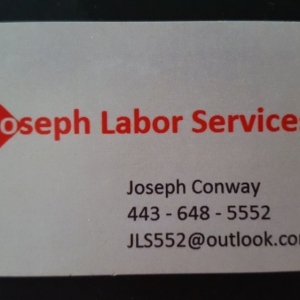 oseph Labor Service
Joseph Conway
443 - 648 - 5552
JLS552@outlook.co